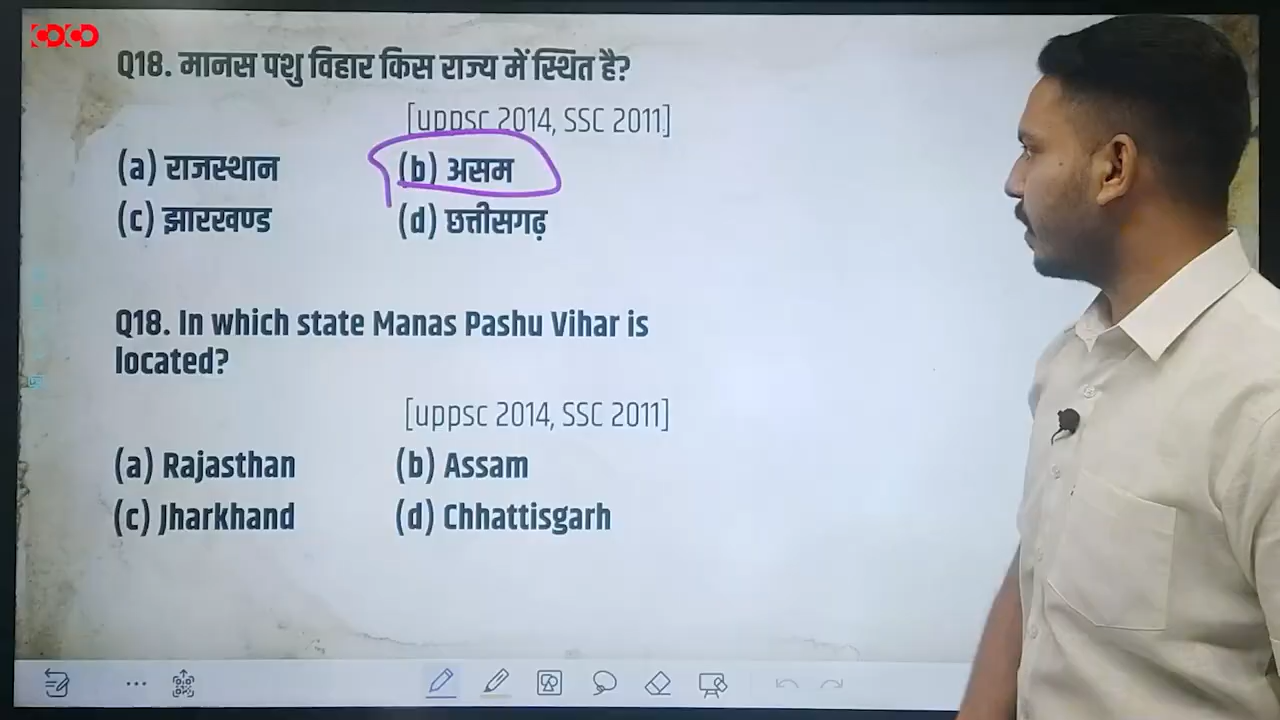 Q18. मानस पशु विहार किस राज्य में स्थित है?
[uppsc 2014, SSC 2011]
(a) राजस्थान (b) असम
(c) झारखण्ड (d) छत्तीसगढ़
Q18. In which state Manas Pashu Vihar is
located?
[uppsc 2014, SSC 2011]
(a) Rajasthan (b) Assam
(c) Jharkhand (d) Chhattisgarh